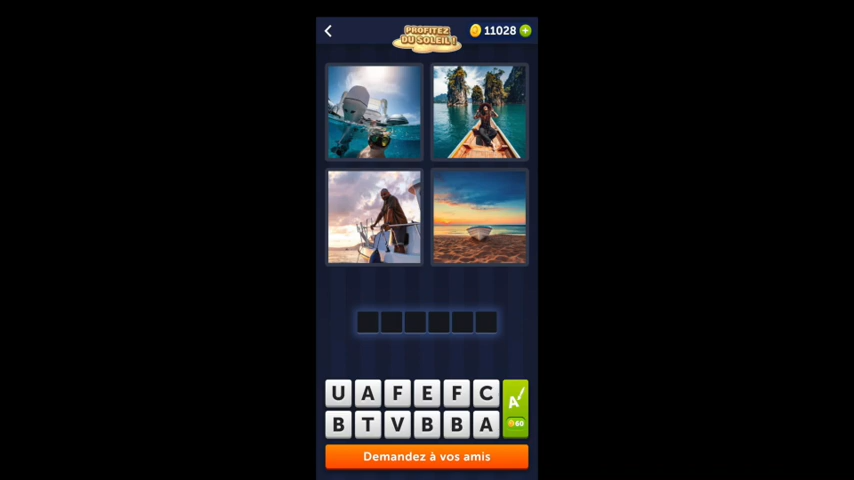 PROFITEZ
DU SOLEIL !
11028
U A F E F C
B T V B B A
A
60
Demandez à vos amis